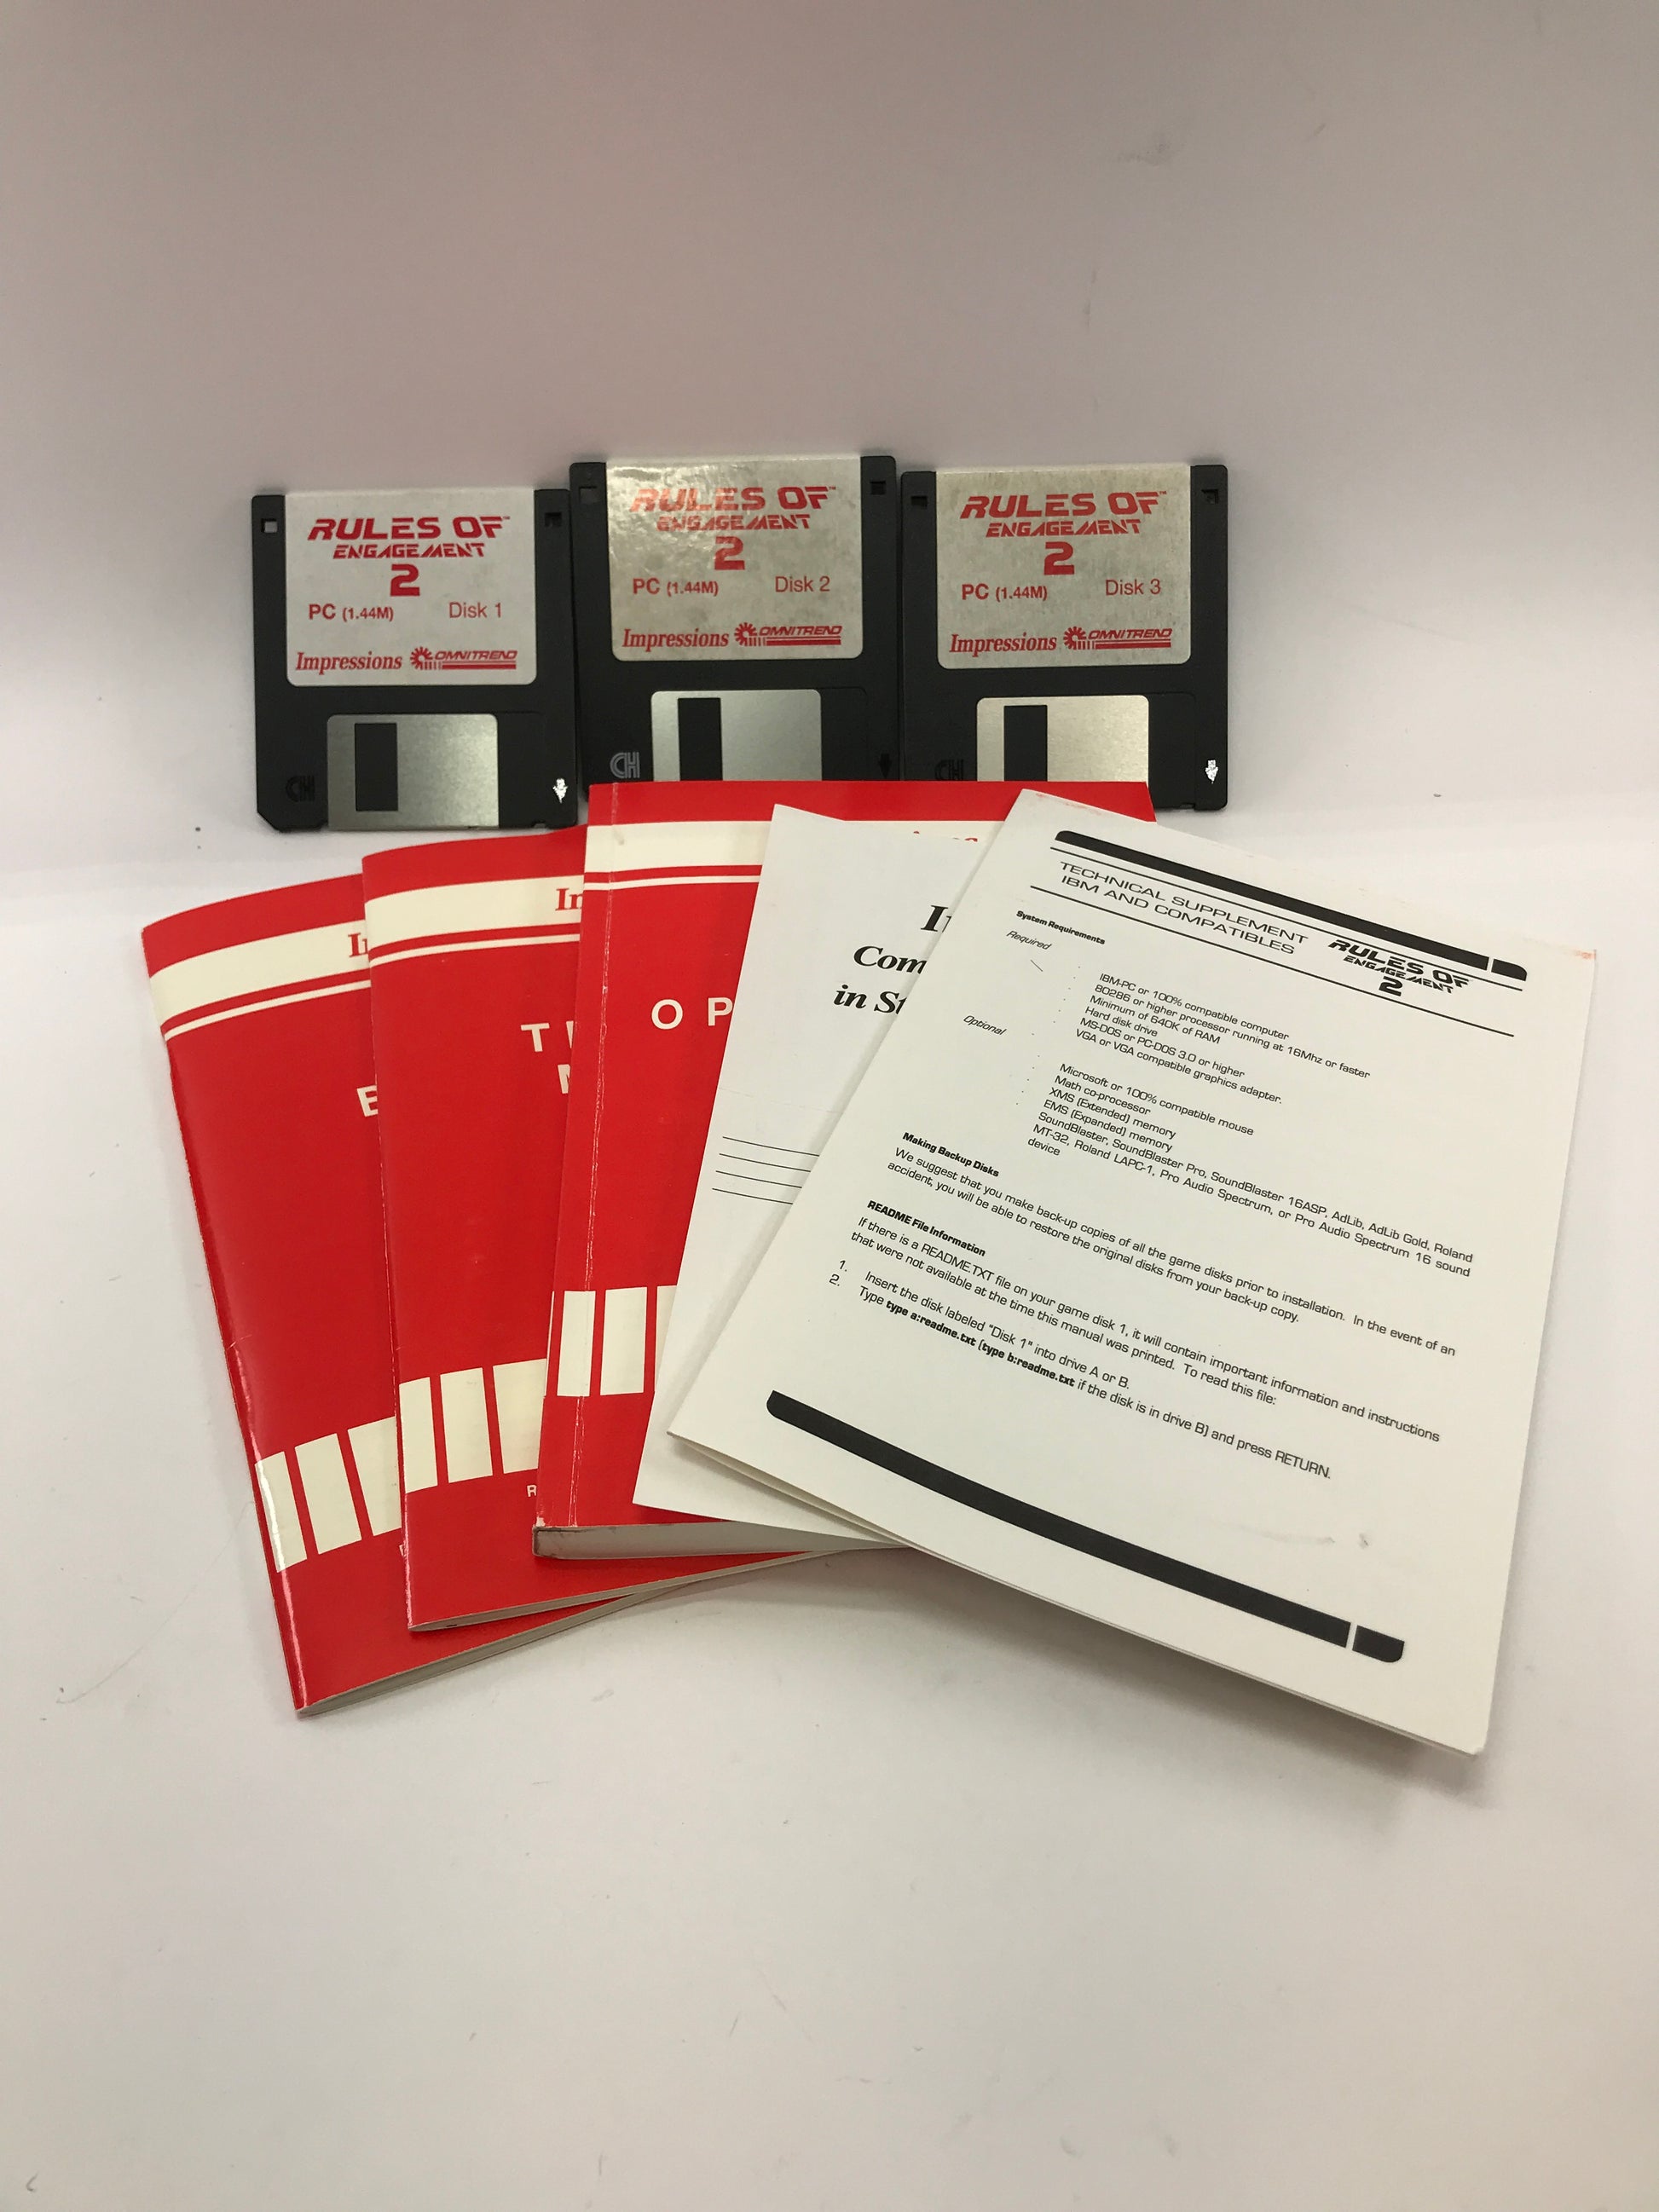 RULES OF™
ENGAGEMENT
2
PC (1.44M) Disk 1
Impressions OMNITREND
RULES OF™
ENGAGEMENT
2
PC (1.44M) Disk 2
Impressions OMNITREND
RULES OF™
ENGAGEMENT
2
PC (1.44M) Disk 3
Impressions OMNITREND
CH
CH
CH
O P
Com
in St
TECHNICAL SUPPLEMENT
IBM AND COMPATIBLES
RULES OF
ENGAGEMENT
2
System Requirements
Required
IBM-PC or 100% compatible computer
80286 or higher processor running at 16Mhz or faster
Minimum of 640K of RAM
Hard disk drive
MS-DOS or PC-DOS 3.0 or higher
VGA or VGA compatible graphics adapter.
Optional
Microsoft or 100% compatible mouse
Math co-processor
XMS (Extended) memory
EMS (Expanded) memory
SoundBlaster, SoundBlaster Pro, SoundBlaster 16ASP, AdLib, AdLib Gold, Roland
MT-32, Roland LAPC-1, Pro Audio Spectrum, or Pro Audio Spectrum 16 sound
device
Making Backup Disks
We suggest that you make back-up copies of all the game disks prior to installation. In the event of an
accident, you will be able to restore the original disks from your back-up copy.
README File Information
If there is a README.TXT file on your game disk 1, it will contain important information and instructions
that were not available at the time this manual was printed. To read this file:
1. Insert the disk labeled "Disk 1" into drive A or B.
2. Type type a:readme.txt (type b:readme.txt if the disk is in drive B) and press RETURN.